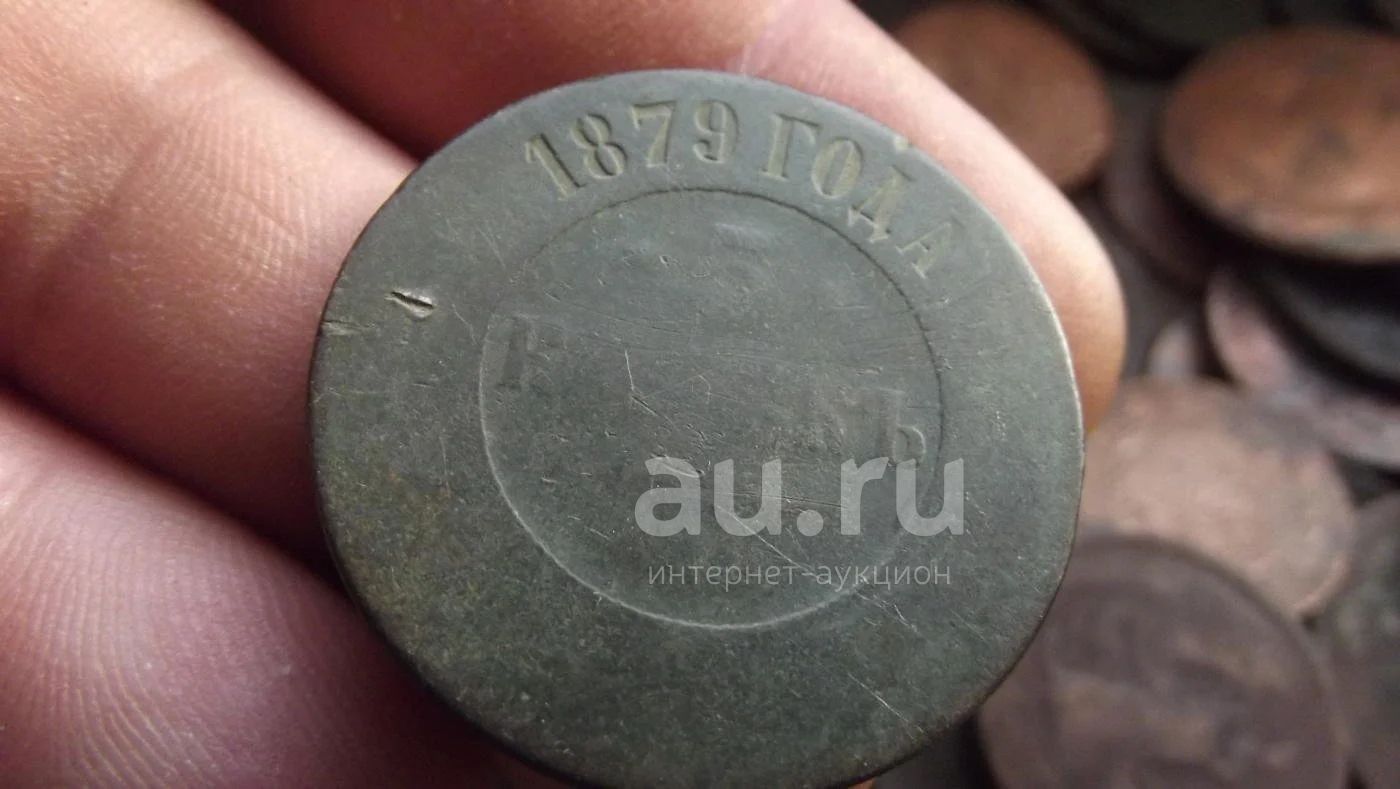 1879 ГОДА
au.ru
интернет-аукцион